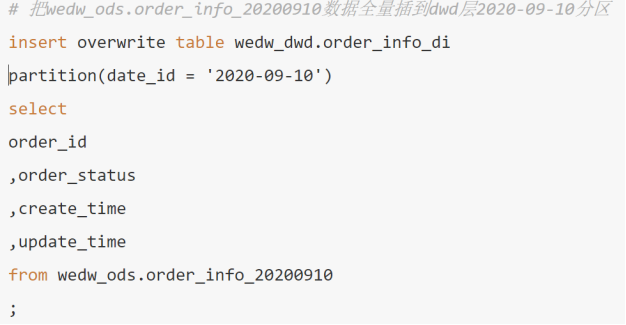 # 把wedw_ods.order_info_20200910数据全量插到dwd层2020-09-10分区
insert overwrite table wedw_dwd.order_info_di
partition(date_id = '2020-09-10')
select
order_id
,order_status
,create_time
,update_time
from wedw_ods.order_info_20200910
;